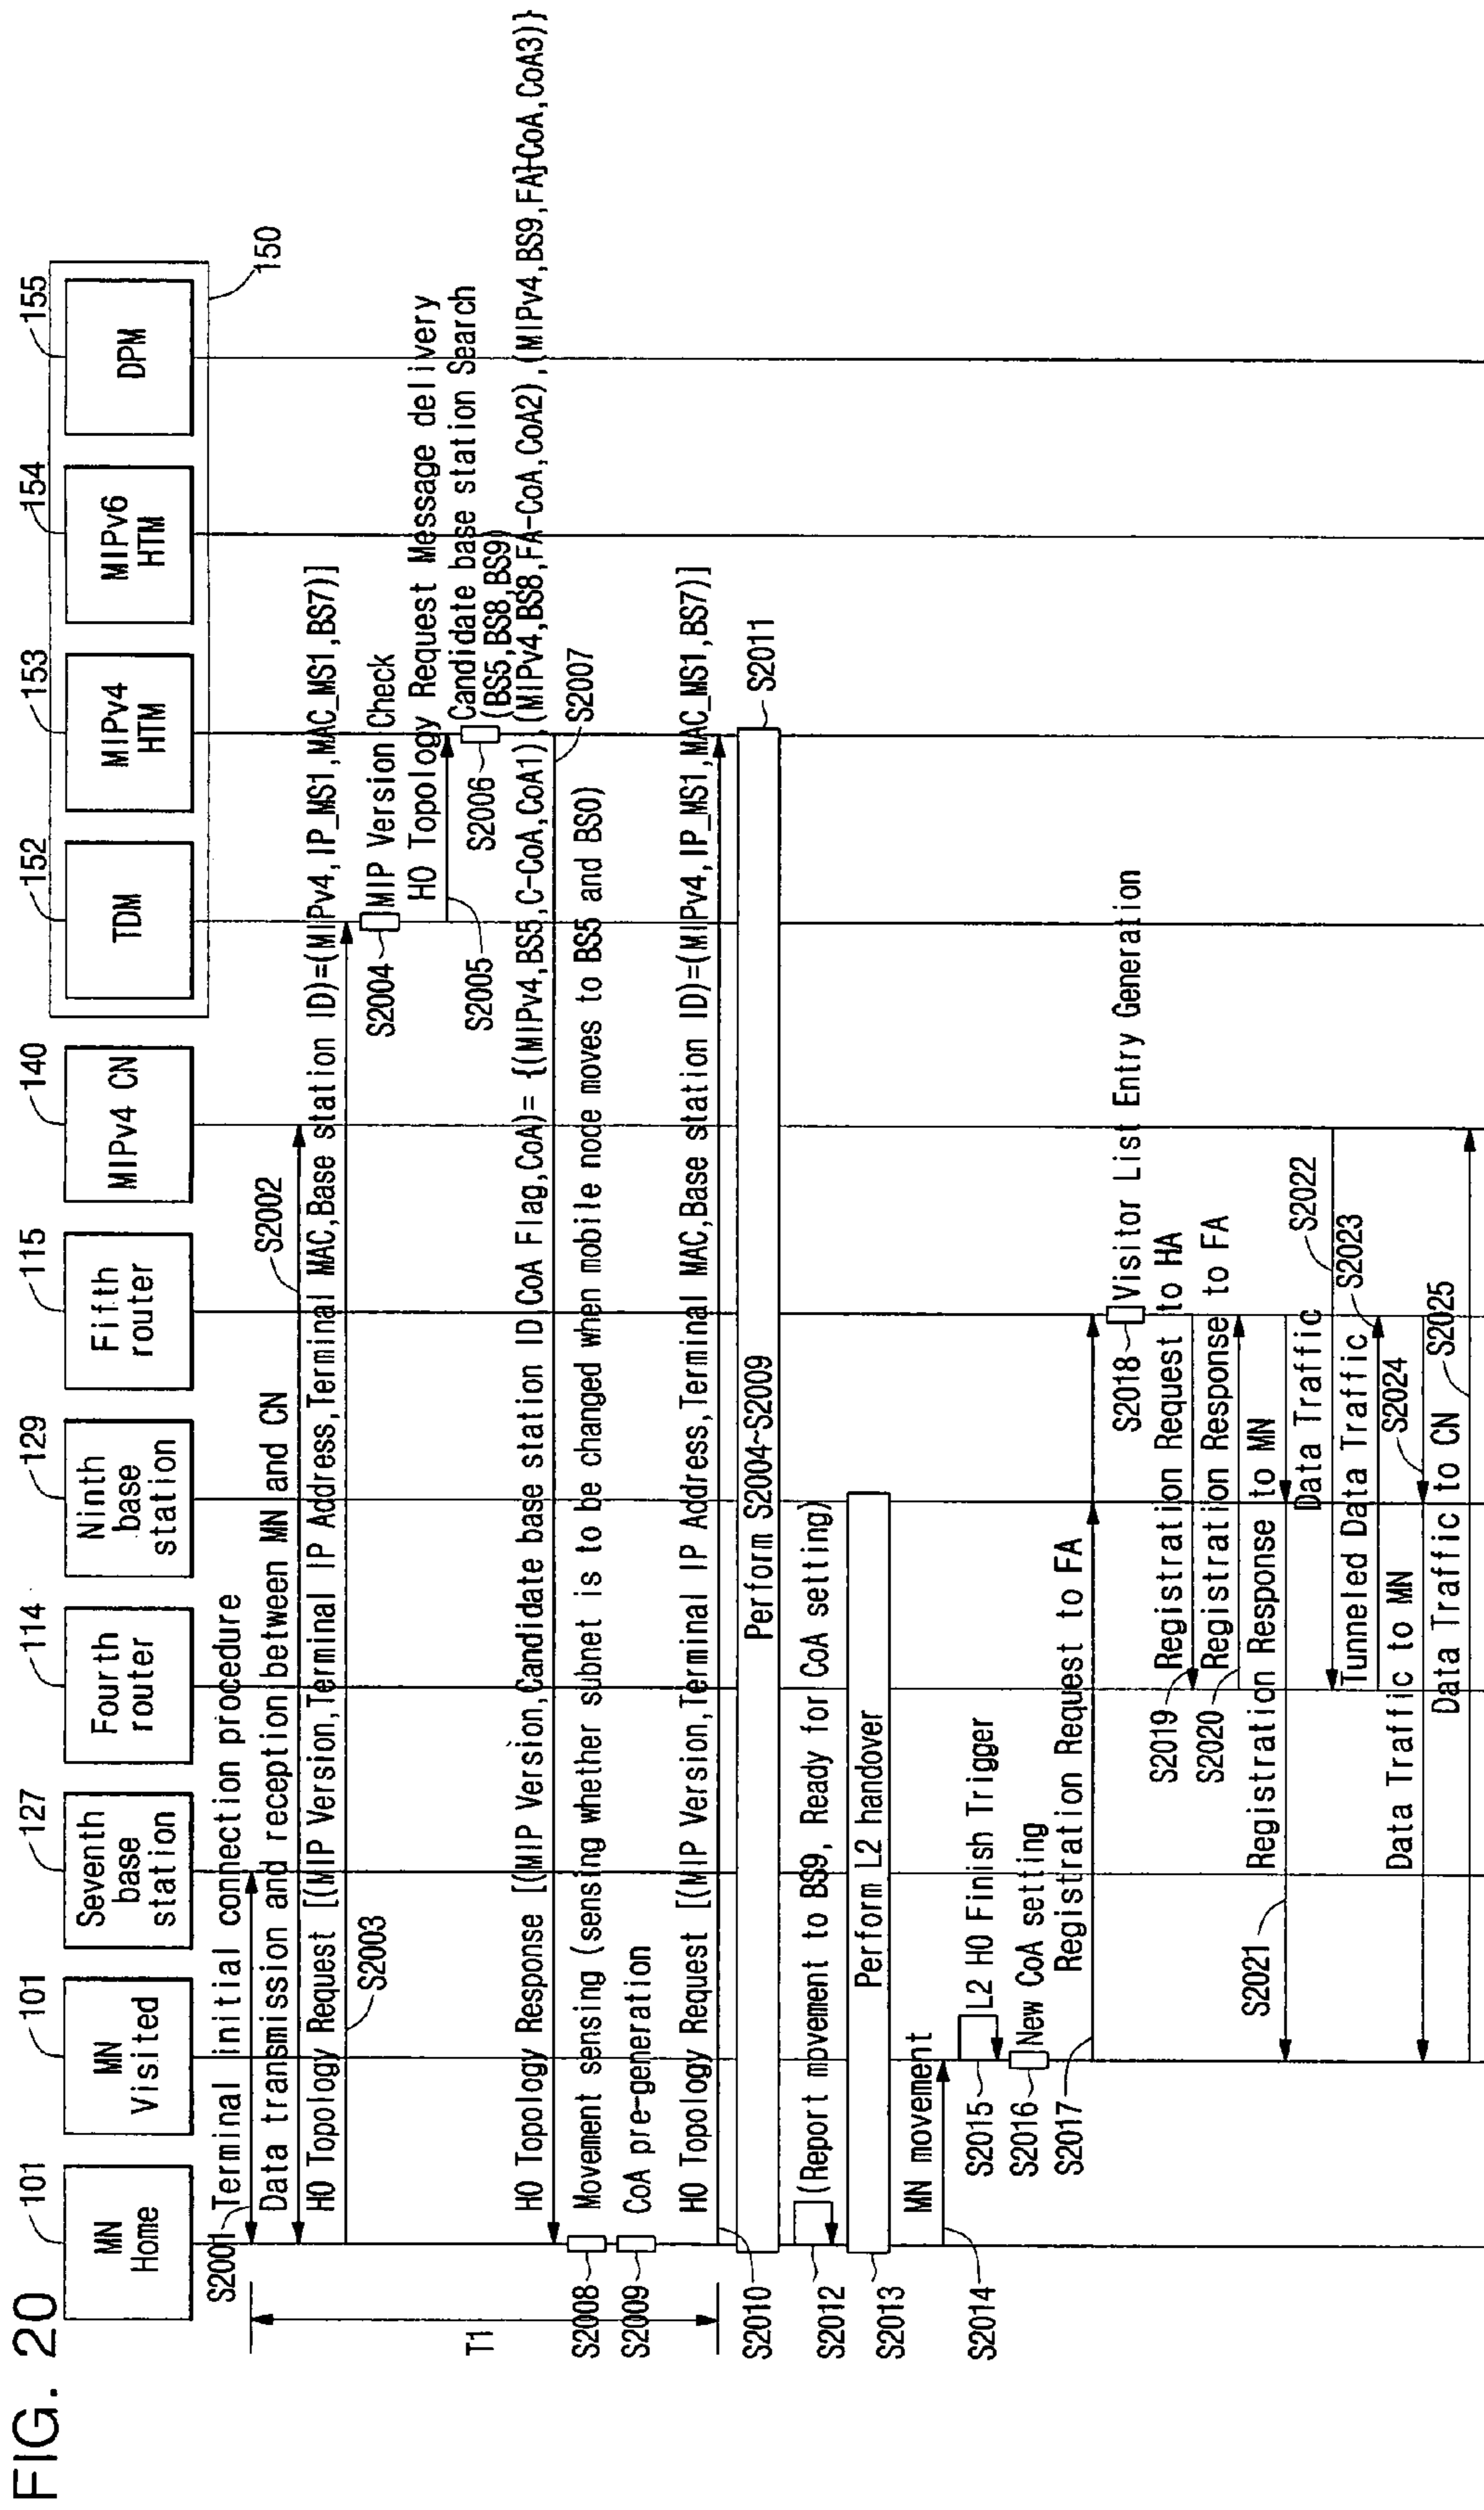 FIG. 20
101
MN
Home
101
MN
Visited
127
Seventh
base
station
114
Fourth
router
129
Ninth
base
station
115
Fifth
router
140
MIPv4 CN
152
TDM
153
MIPv4
HTM
154
MIPv6
HTM
155
DPM
150
S2001
Terminal initial connection procedure
Data transmission and reception between MN and CN
S2002
HO Topology Request [(MIP Version,Terminal IP Address,Terminal MAC,Base station ID)=(MIPv4,IP_MS1,MAC_MS1,BS7)]
S2003
S2004
MIP Version Check
HO Topology Request Message delivery
S2005
S2006
Candidate base station Search
(BS5,BS8,BS9)
HO Topology Response [(MIP Version,Candidate base station ID,CoA Flag,CoA)= {(MIPv4,BS5,C-CoA,CoA1),(MIPv4,BS8,FA-CoA,CoA2),(MIPv4,BS9,FA]-CoA,CoA3)}
S2007
T1
S2008
Movement sensing (sensing whether subnet is to be changed when mobile node moves to BS5 and BS0)
S2009
CoA pre-generation
HO Topology Request [(MIP Version,Terminal IP Address,Terminal MAC,Base station ID)=(MIPv4,IP_MS1,MAC_MS1,BS7)]
S2010
Perform S2004~S2009
S2011
S2012
(Report movement to BS9, Ready for CoA setting)
S2013
Perform L2 handover
MN movement
S2014
S2015
L2 HO Finish Trigger
S2016
New CoA setting
S2017
Registration Request to FA
S2018
Visitor List Entry Generation
S2019
Registration Request to HA
S2020
Registration Response to FA
S2021
Registration Response to MN
Data Traffic
S2022
Tunneled Data Traffic
S2023
Data Traffic to MN
S2024
Data Traffic to CN
S2025